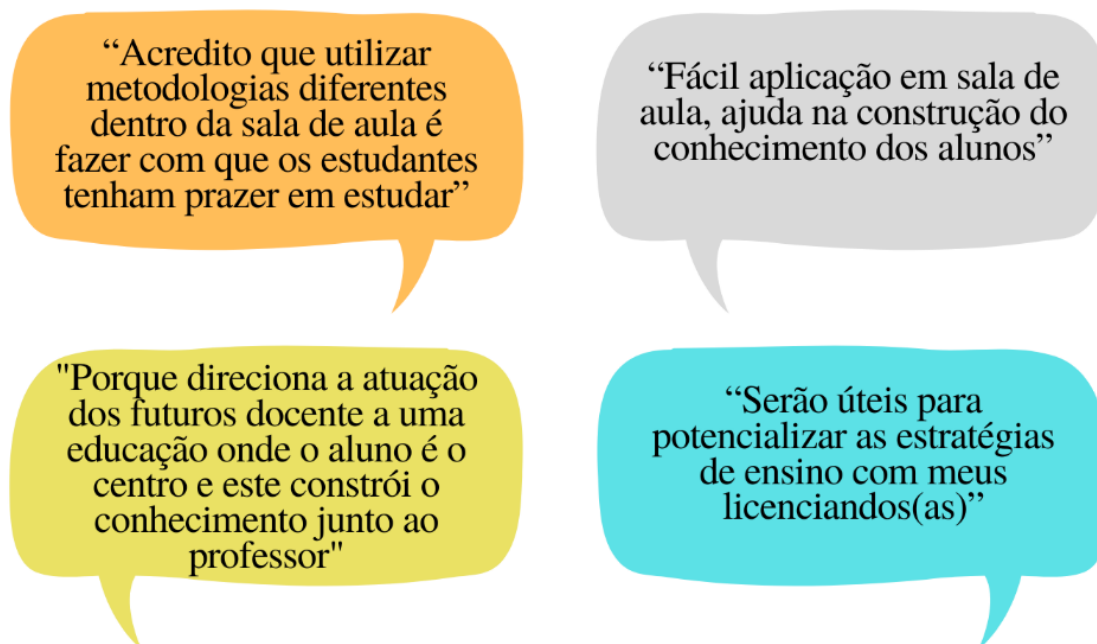 “Acredito que utilizar
metodologias diferentes
dentro da sala de aula é
fazer com que os estudantes
tenham prazer em estudar”
“Fácil aplicação em sala de
aula, ajuda na construção do
conhecimento dos alunos”
"Porque direciona a atuação
dos futuros docente a uma
educação onde o aluno é o
centro e este constrói o
conhecimento junto ao
professor"
“Serão úteis para
potencializar as estratégias
de ensino com meus
licenciandos(as)”